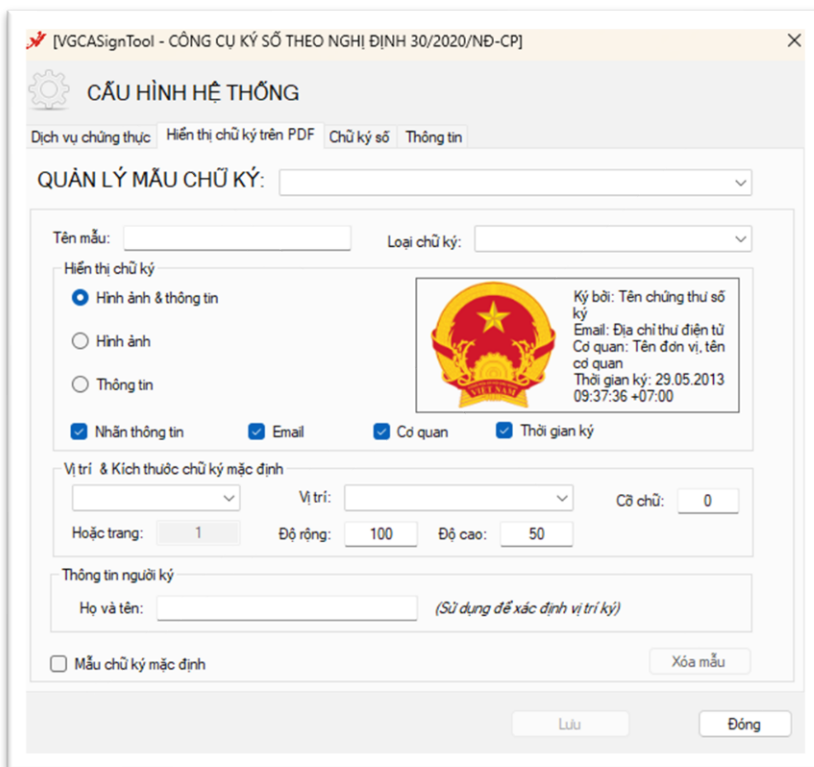 [VGCASignTool - CÔNG CỤ KÝ SỐ THEO NGHỊ ĐỊNH 30/2020/NĐ-CP]
CẤU HÌNH HỆ THỐNG
Dịch vụ chứng thực Hiển thị chữ ký trên PDF Chữ ký số Thông tin
QUẢN LÝ MẪU CHỮ KÝ:
Tên mẫu: Loại chữ ký:
Hiển thị chữ ký
Hình ảnh & thông tin
Hình ảnh
Thông tin
VIỆT NAM
Ký bởi: Tên chứng thư số
ký
Email: Địa chỉ thư điện tử
Cơ quan: Tên đơn vị, tên
cơ quan
Thời gian ký: 29.05.2013
09:37:36 +07:00
Nhãn thông tin Email Cơ quan Thời gian ký
Vị trí & Kích thước chữ ký mặc định
Vị trí: Cỡ chữ: 0
Hoặc trang: 1 Độ rộng: 100 Độ cao: 50
Thông tin người ký
Họ và tên: (Sử dụng để xác định vị trí ký)
Mẫu chữ ký mặc định Xóa mẫu
Lưu Đóng